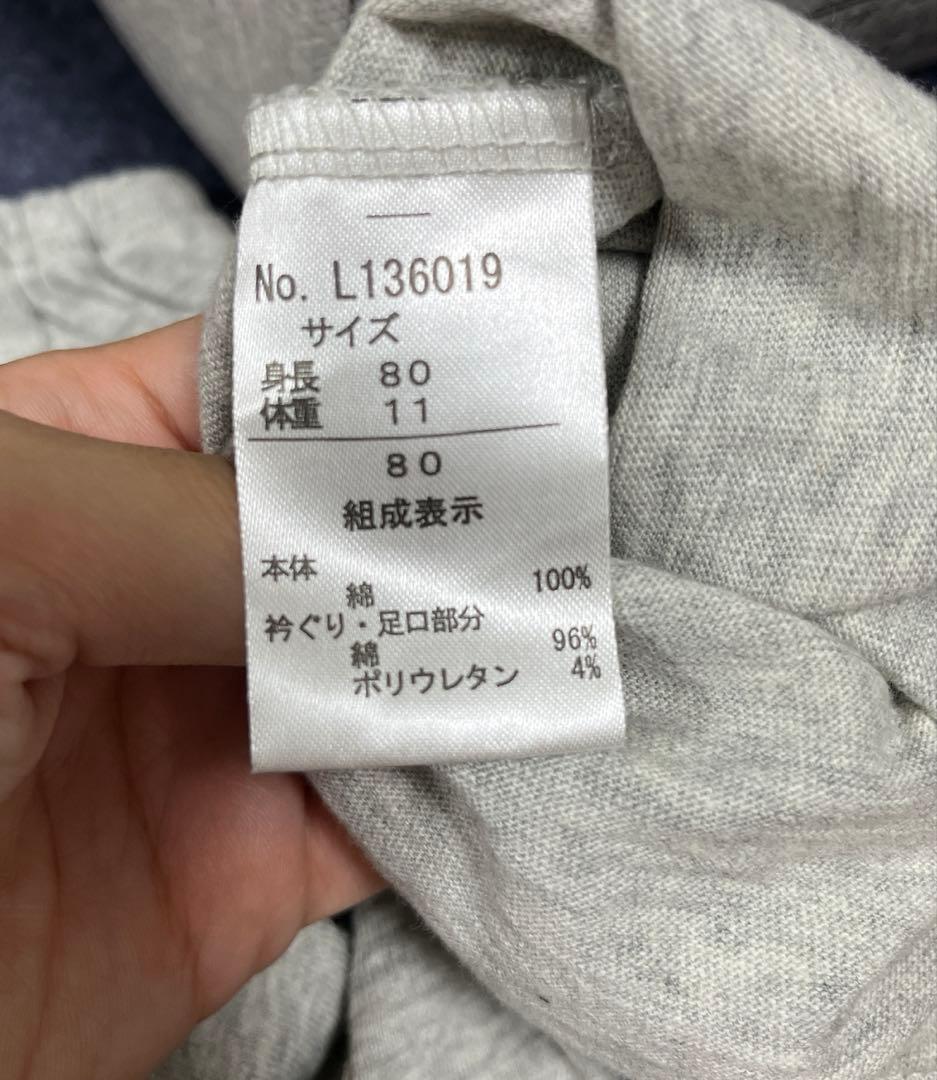 No. L136019
サイズ
身長 80
体重 11
80
組成表示
本体
綿 100%
衿ぐり・足口部分
綿 96%
ポリウレタン 4%